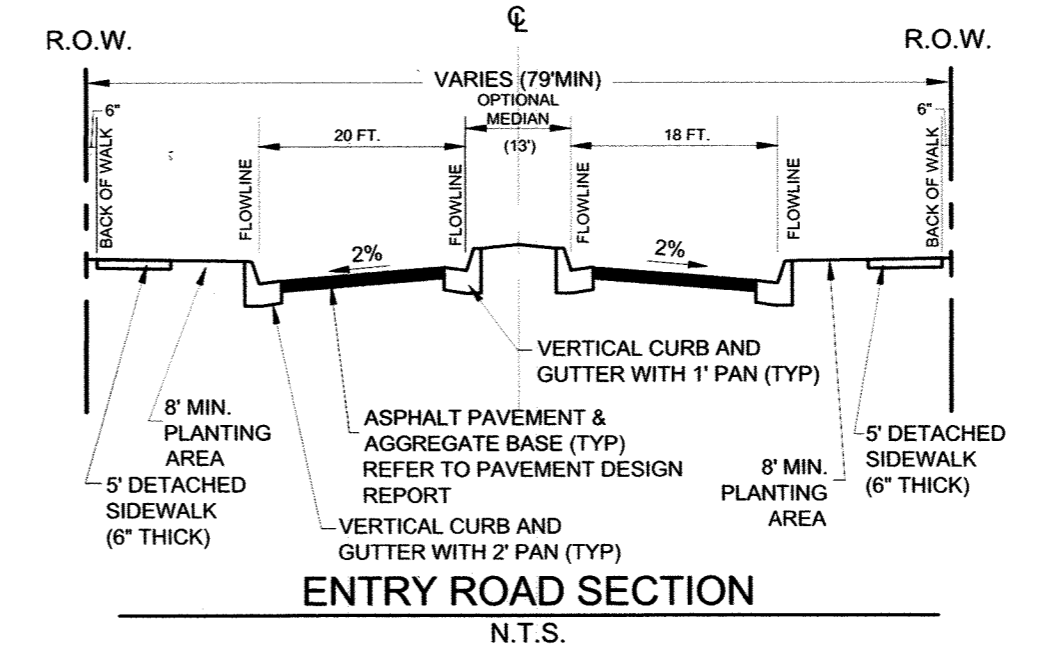 ℄
R.O.W.
R.O.W.
VARIES (79'MIN)
OPTIONAL
MEDIAN
(13')
6"
6"
20 FT.
18 FT.
BACK OF WALK
FLOWLINE
FLOWLINE
FLOWLINE
FLOWLINE
BACK OF WALK
2%
2%
VERTICAL CURB AND
GUTTER WITH 1' PAN (TYP)
8' MIN.
PLANTING
AREA
5' DETACHED
SIDEWALK
(6" THICK)
ASPHALT PAVEMENT &
AGGREGATE BASE (TYP)
REFER TO PAVEMENT DESIGN
REPORT
VERTICAL CURB AND
GUTTER WITH 2' PAN (TYP)
8' MIN.
PLANTING
AREA
5' DETACHED
SIDEWALK
(6" THICK)
ENTRY ROAD SECTION
N.T.S.